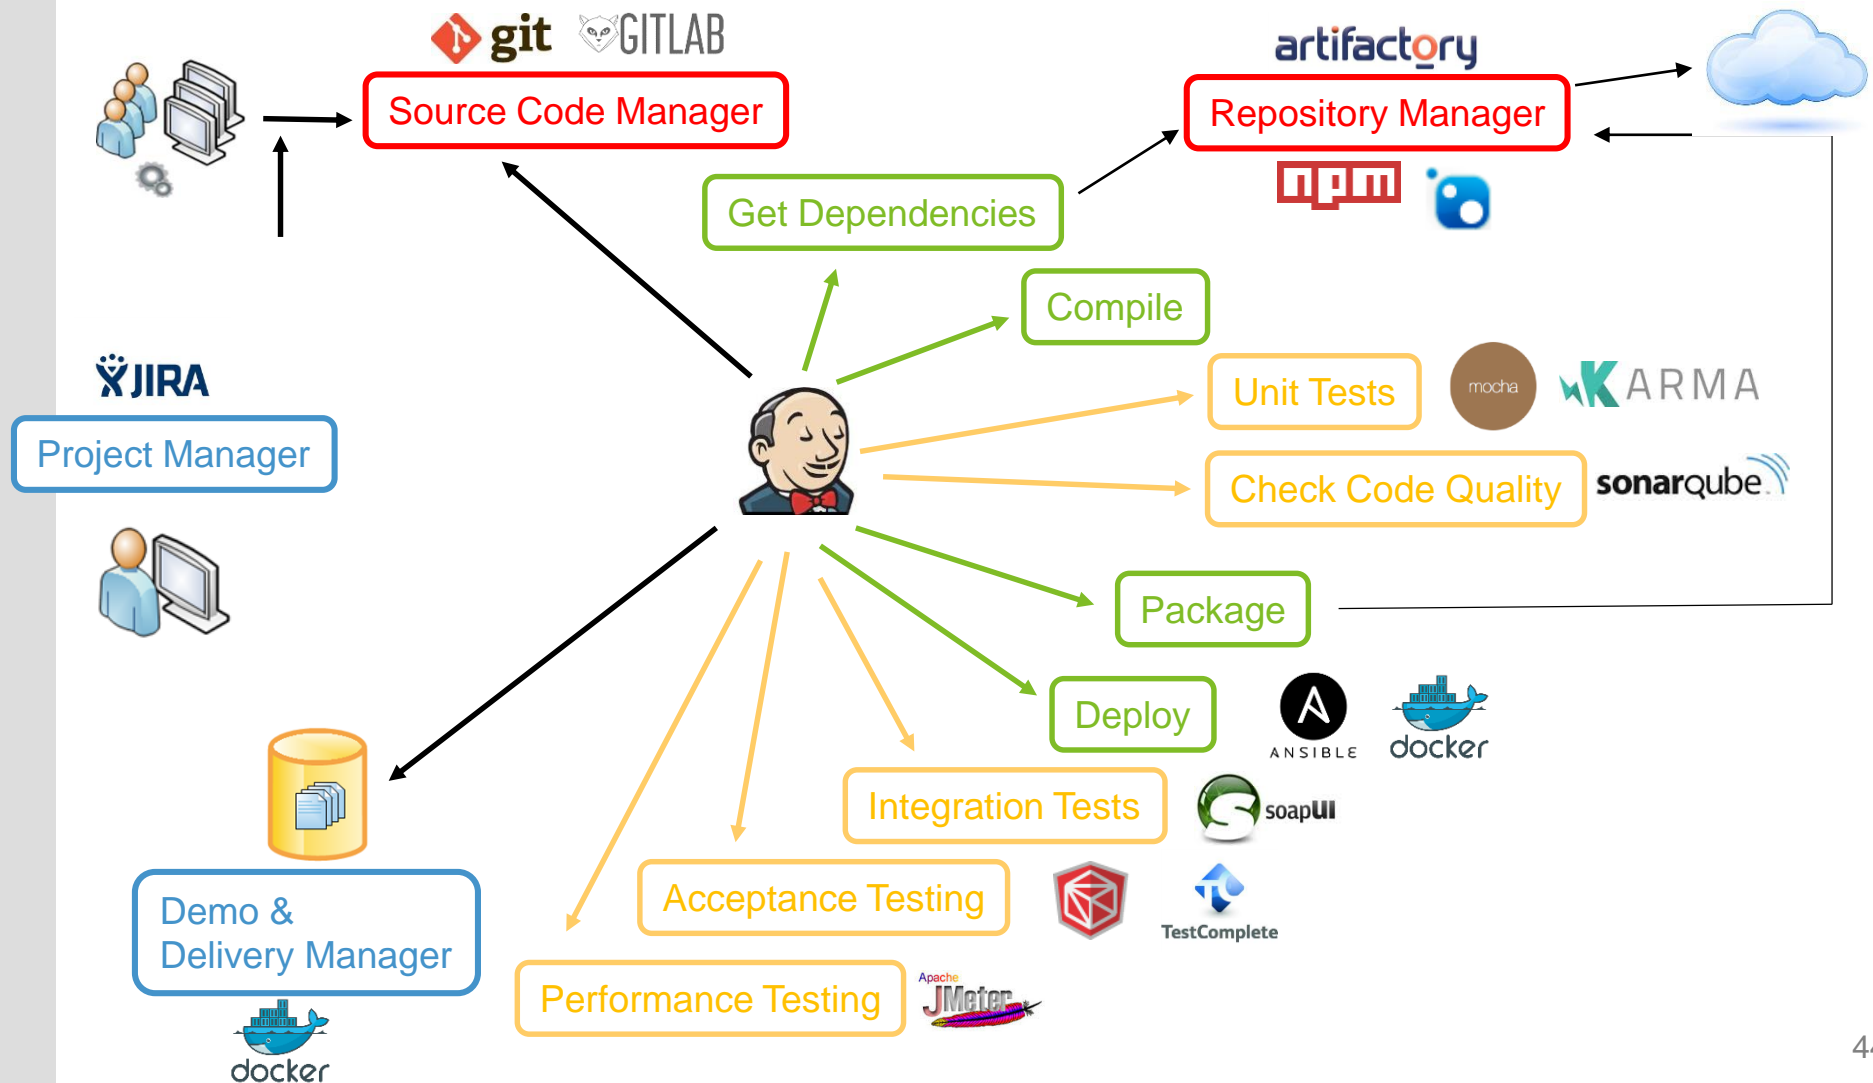 git GITLAB
Source Code Manager
artifactory
Repository Manager
npm
Get Dependencies
Compile
JIRA
Project Manager
Unit Tests
mocha
KARMA
Check Code Quality
sonarqube
Package
Deploy
ANSIBLE
docker
Integration Tests
soapUI
Acceptance Testing
TestComplete
Demo &
Delivery Manager
docker
Performance Testing
Apache
JMeter
44